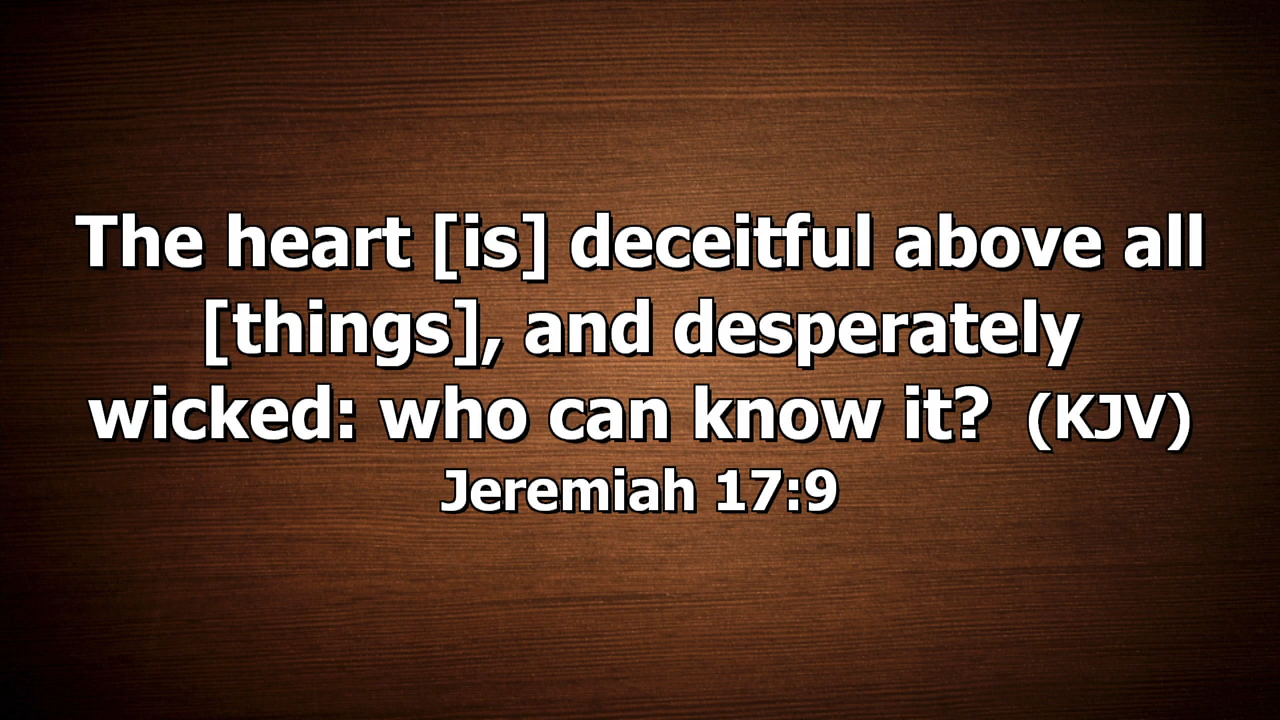 The heart [is] deceitful above all
[things], and desperately
wicked: who can know it? (KJV)
Jeremiah 17:9